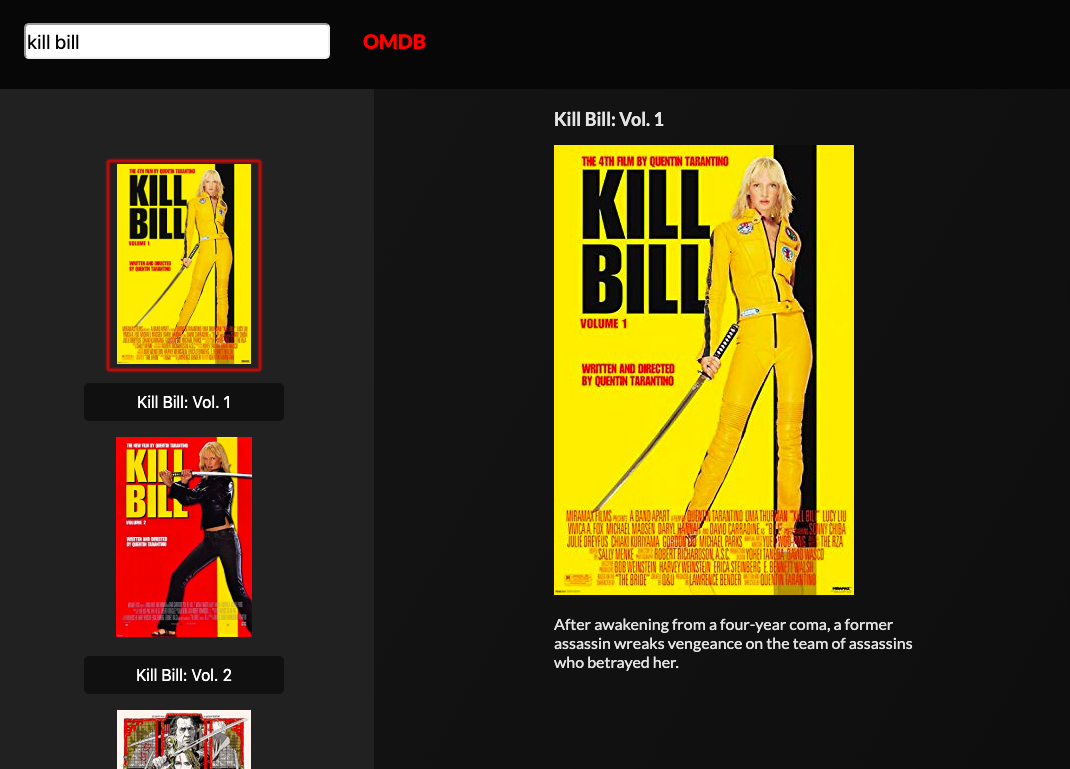 kill bill
OMDB
THE 4TH FILM BY QUENTIN TARANTINO
KILL
BILL
VOLUME 1
WRITTEN AND DIRECTED
BY QUENTIN TARANTINO
Kill Bill: Vol. 1
THE NEW FILM BY QUENTIN TARANTINO
KILL
BILL
VOLUME 2
WRITTEN AND DIRECTED
BY QUENTIN TARANTINO
Kill Bill: Vol. 2
Kill Bill: Vol. 1
THE 4TH FILM BY QUENTIN TARANTINO
KILL
BILL
VOLUME 1
WRITTEN AND DIRECTED
BY QUENTIN TARANTINO
MIRAMAX FILMS PRESENTS A BAND APART QUENTIN TARANTINO UMA THURMAN "KILL BILL" LUCY LIU
VIVICA A. FOX MICHAEL MADSEN DARYL HANNAH AND DAVID CARRADINE AS "BILL" SONNY CHIBA
JULIE DREYFUS CHIAKI KURIYAMA GORDON LIU MICHAEL PARKS THE RZA
SALLY MENKE ROBERT RICHARDSON, A.S.C. YOHEI TANEDA DAVID WASCO
BOB WEINSTEIN HARVEY WEINSTEIN ERICA STEINBERG E. BENNETT WALSH
"THE BRIDE" Q&U LAWRENCE BENDER QUENTIN TARANTINO
After awakening from a four-year coma, a former
assassin wreaks vengeance on the team of assassins
who betrayed her.